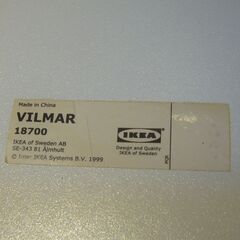 Made in China
VILMAR
18700
IKEA of Sweden AB
SE-343 81 Älmhult
© Inter IKEA Systems B.V. 1999
IKEA
Design and Quality
IKEA of Sweden